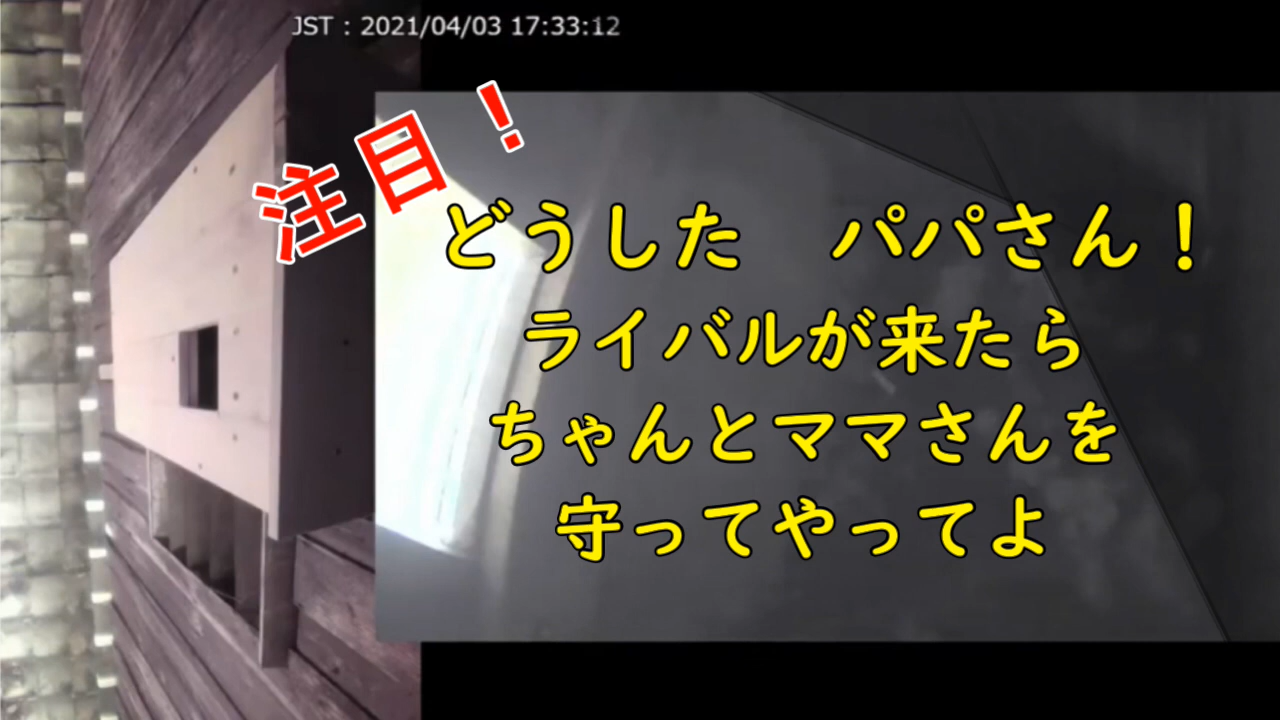 JST : 2021/04/03 17:33:12
注目！
どうした　パパさん！
ライバルが来たら
ちゃんとママさんを
守ってやってよ